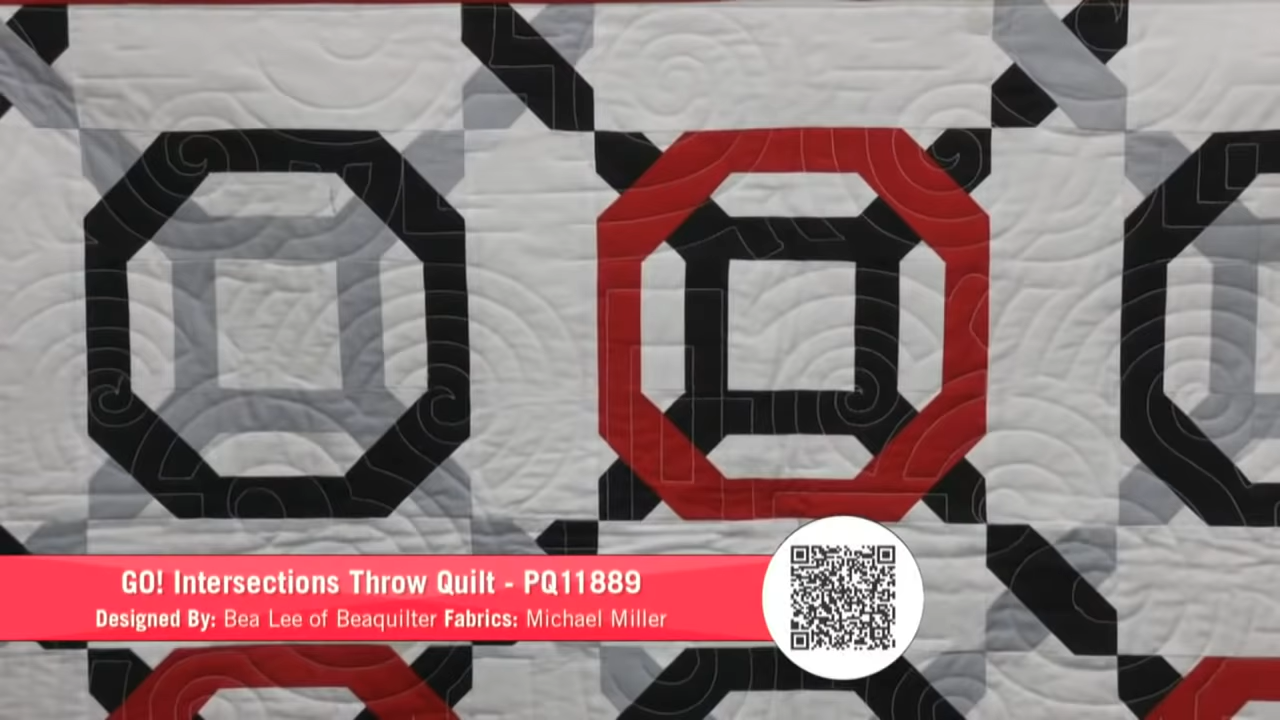 GO! Intersections Throw Quilt - PQ11889
Designed By: Bea Lee of Beaquilter Fabrics: Michael Miller